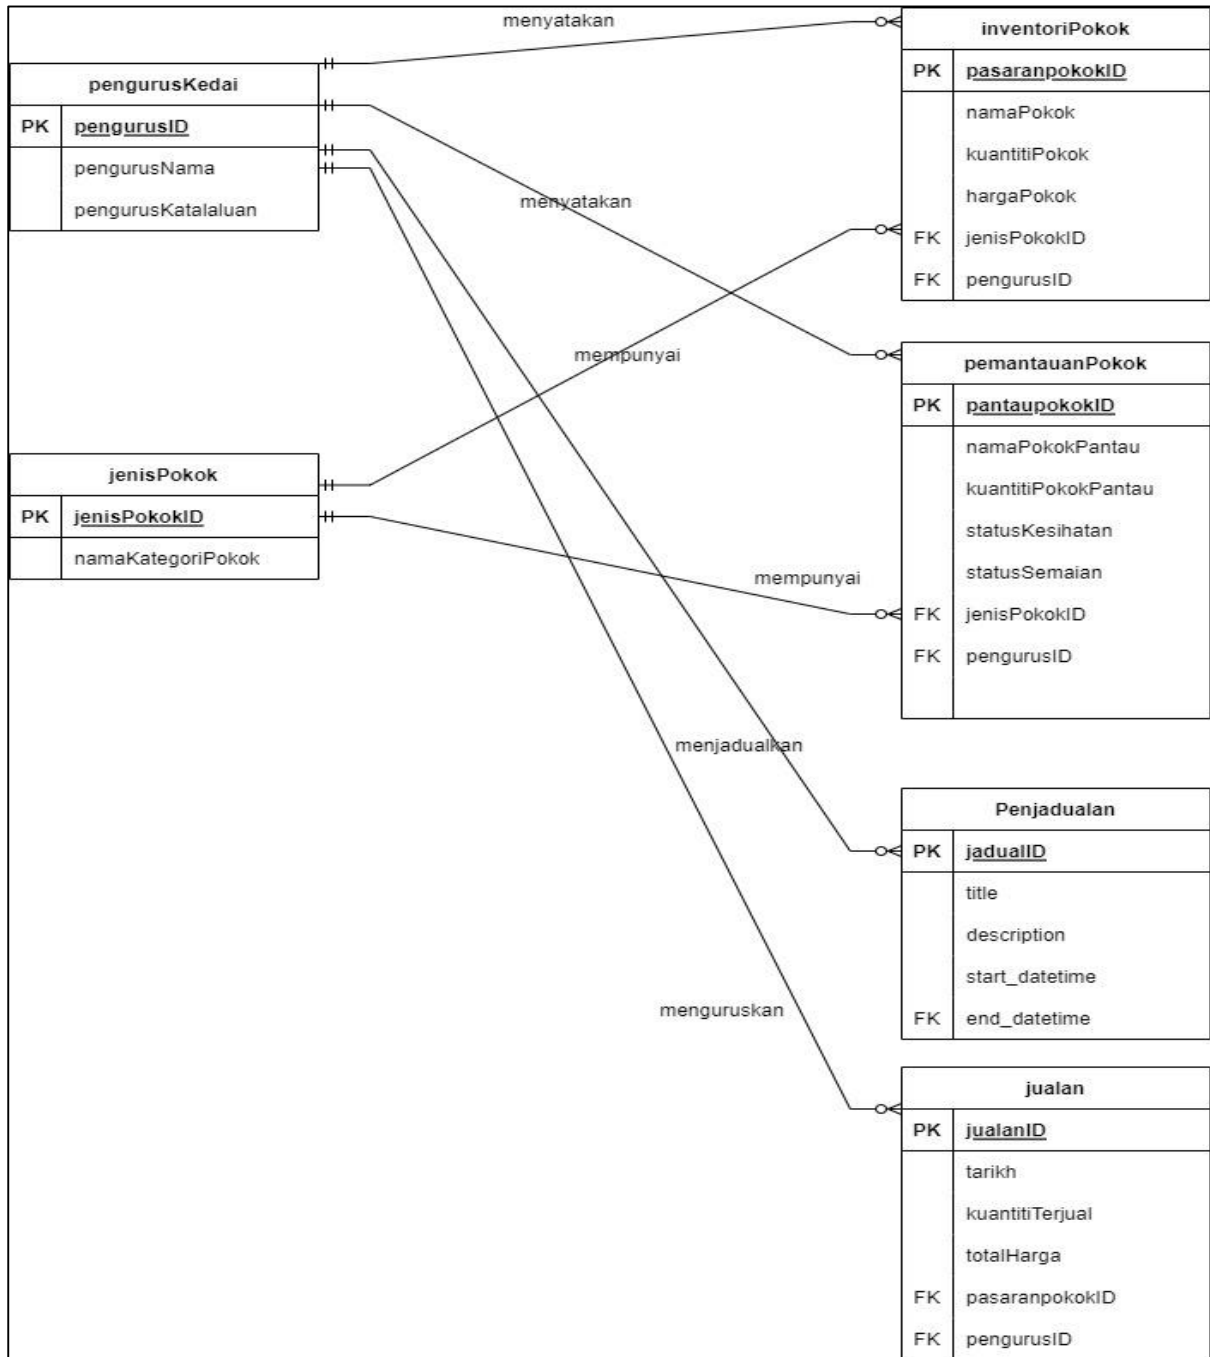 menyatakan
pengurusKedai
PK pengurusID
pengurusNama
pengurusKatalaluan
inventoriPokok
PK pasaranpokokID
namaPokok
kuantitiPokok
hargaPokok
FK jenisPokokID
FK pengurusID
menyatakan
mempunyai
jenisPokok
PK jenisPokokID
namaKategoriPokok
pemantauanPokok
PK pantaupokokID
namaPokokPantau
kuantitiPokokPantau
statusKesihatan
statusSemaian
FK jenisPokokID
FK pengurusID
mempunyai
menjadualkan
Penjadualan
PK jadualID
title
description
start_datetime
FK end_datetime
menguruskan
jualan
PK jualanID
tarikh
kuantitiTerjual
totalHarga
FK pasaranpokokID
FK pengurusID